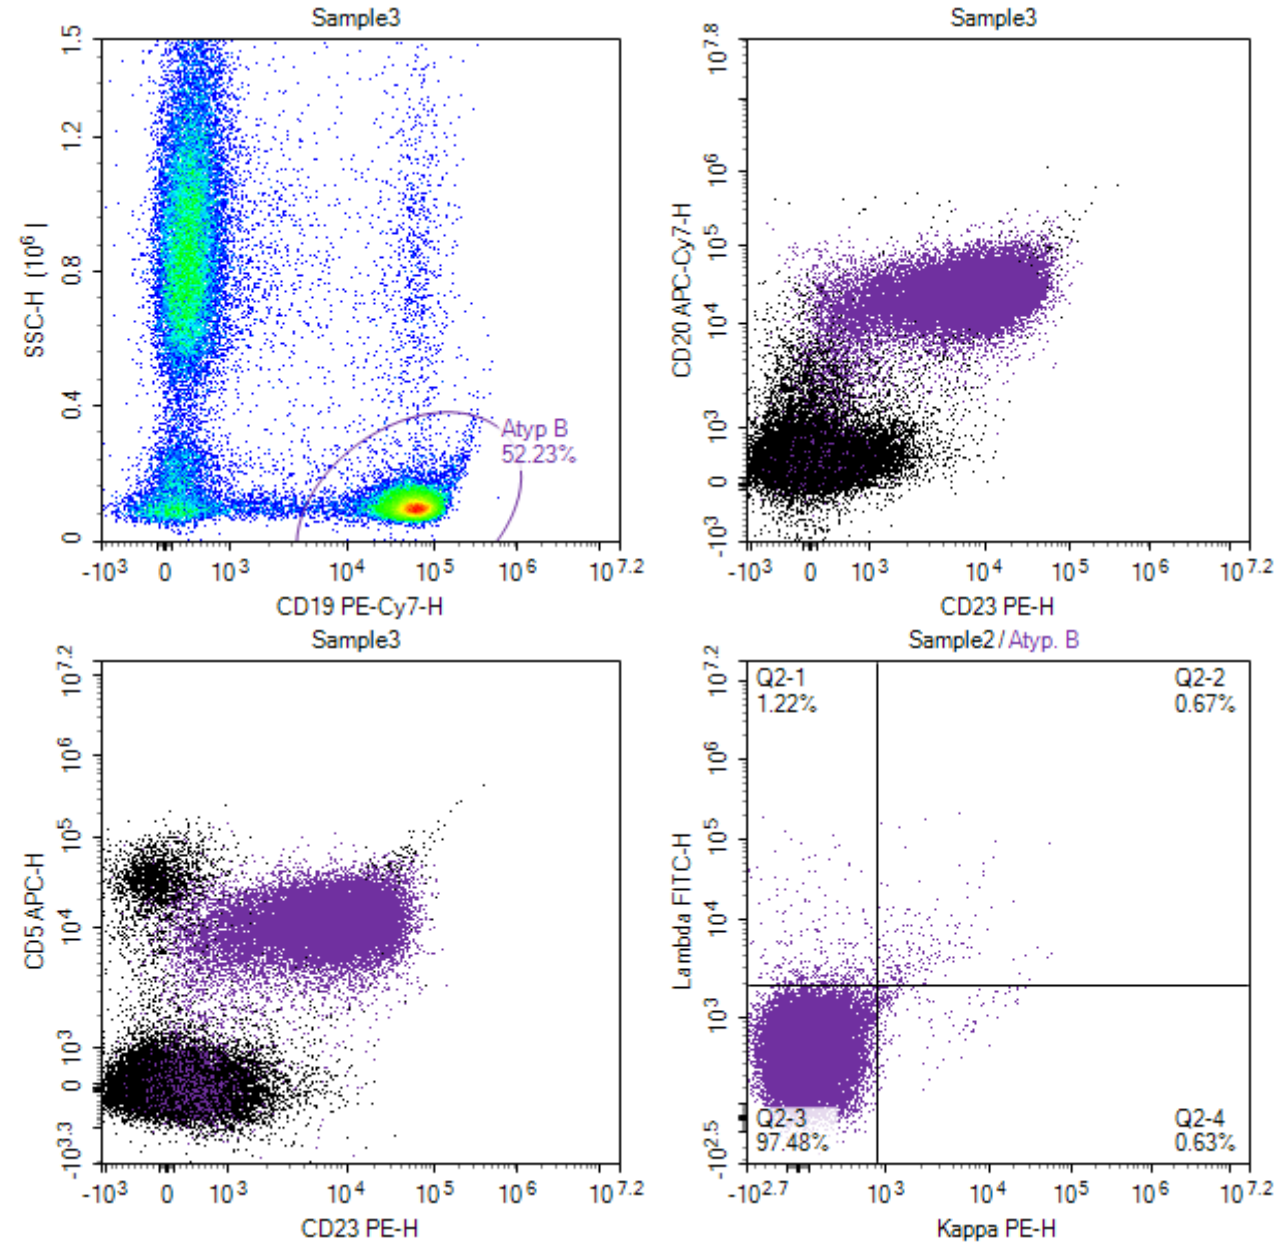 Sample3
1.5
1.2
0.8
0.4
0
SSC-H (10⁶ |
Atyp B
52.23%
-10³ 0 10³ 10⁴ 10⁵ 10⁶ 10⁷·²
CD19 PE-Cy7-H
Sample3
10⁷·⁸
10⁶
10⁵
10⁴
10³
0
-10³
CD20 APC-Cy7-H
-10³ 0 10³ 10⁴ 10⁵ 10⁶ 10⁷·²
CD23 PE-H
Sample3
10⁷·²
10⁶
10⁵
10⁴
10³
0
-10³·³
CD5 APC-H
-10³ 0 10³ 10⁴ 10⁵ 10⁶ 10⁷·²
CD23 PE-H
Sample2 / Atyp. B
10⁷·²
10⁶
10⁵
10⁴
10³
-10²·⁵
Lambda FITC-H
Q2-1
1.22%
Q2-2
0.67%
Q2-3
97.48%
Q2-4
0.63%
-10²·⁷ 10³ 10⁴ 10⁵ 10⁶ 10⁷·²
Kappa PE-H